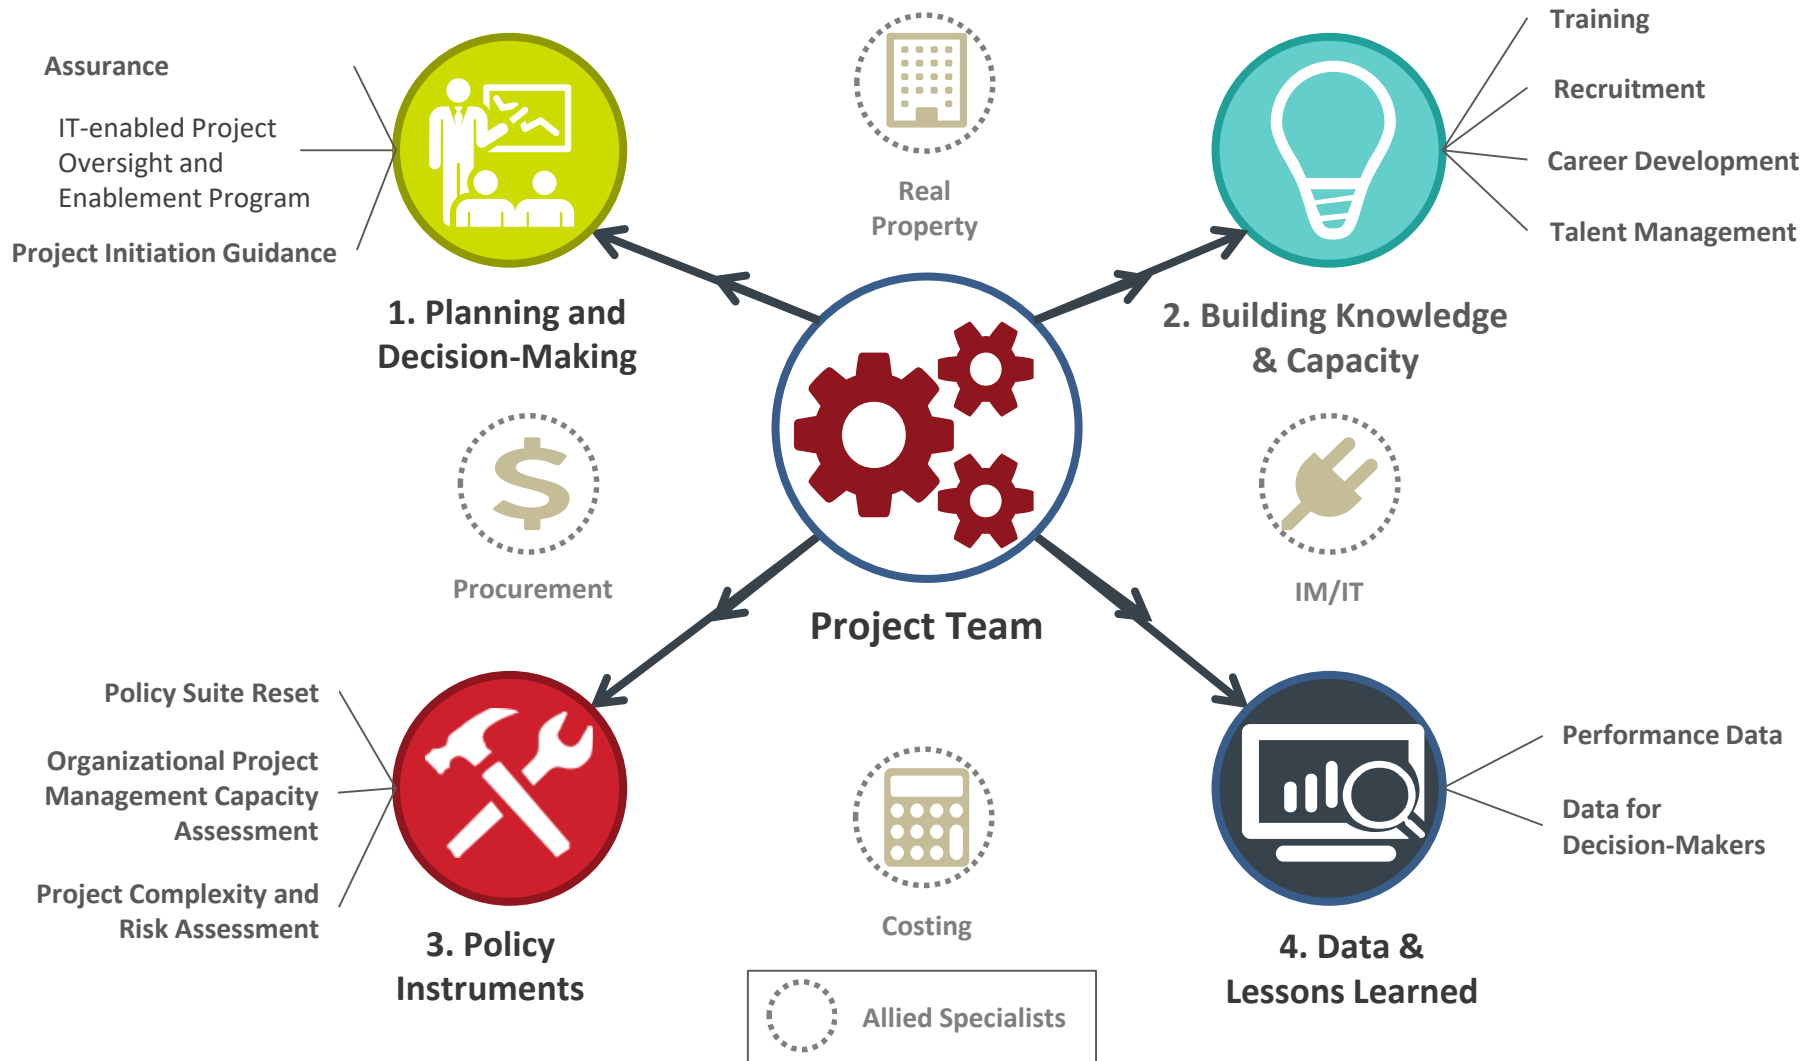 Assurance
IT-enabled Project
Oversight and
Enablement Program
Project Initiation Guidance
1. Planning and
Decision-Making
Real
Property
Training
Recruitment
Career Development
Talent Management
2. Building Knowledge
& Capacity
Procurement
Project Team
IM/IT
Policy Suite Reset
Organizational Project
Management Capacity
Assessment
Project Complexity and
Risk Assessment
3. Policy
Instruments
Costing
Performance Data
Data for
Decision-Makers
4. Data &
Lessons Learned
Allied Specialists